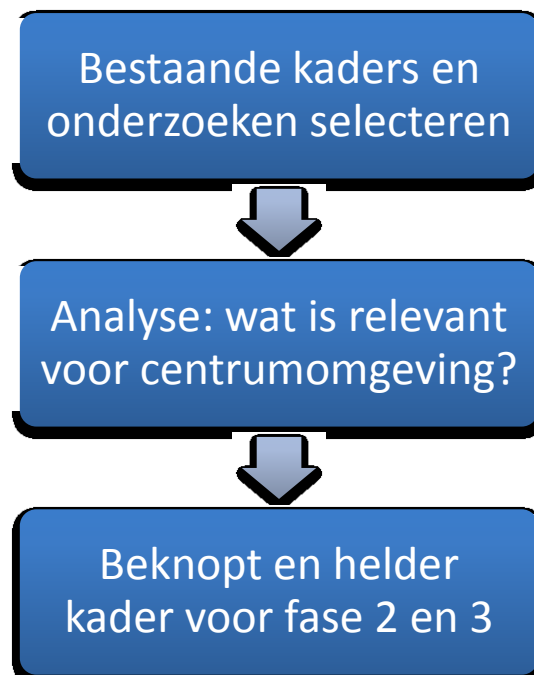 Bestaande kaders en
onderzoeken selecteren
Analyse: wat is relevant
voor centrumomgeving?
Beknopt en helder
kader voor fase 2 en 3